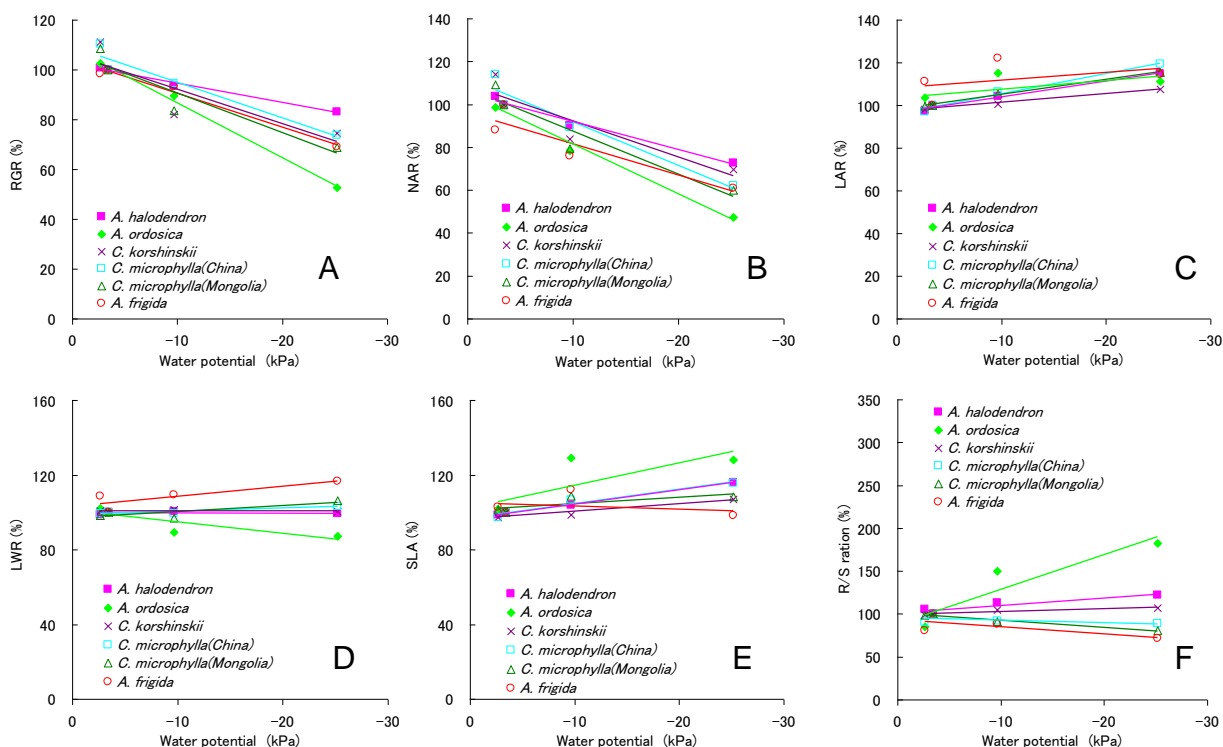 120
100
80
60
40
20
0
RGR (%)
A. halodendron
A. ordosica
C. korshinskii
C. microphylla(China)
C. microphylla(Mongolia)
A. frigida
A
0 -10 -20 -30
Water potential (kPa)
140
120
100
80
60
40
20
0
NAR (%)
A. halodendron
A. ordosica
C. korshinskii
C. microphylla(China)
C. microphylla(Mongolia)
A. frigida
B
0 -10 -20 -30
Water potential (kPa)
140
120
100
80
60
40
20
0
LAR (%)
A. halodendron
A. ordosica
C. korshinskii
C. microphylla(China)
C. microphylla(Mongolia)
A. frigida
C
0 -10 -20 -30
Water potential (kPa)
160
120
80
40
0
LWR (%)
A. halodendron
A. ordosica
C. korshinskii
C. microphylla(China)
C. microphylla(Mongolia)
A. frigida
D
0 -10 -20 -30
Water potential (kPa)
160
120
80
40
0
SLA (%)
A. halodendron
A. ordosica
C. korshinskii
C. microphylla(China)
C. microphylla(Mongolia)
A. frigida
E
0 -10 -20 -30
Water potential (kPa)
350
300
250
200
150
100
50
0
R/S ration (%)
A. halodendron
A. ordosica
C. korshinskii
C. microphylla(China)
C. microphylla(Mongolia)
A. frigida
F
0 -10 -20 -30
Water potential (kPa)